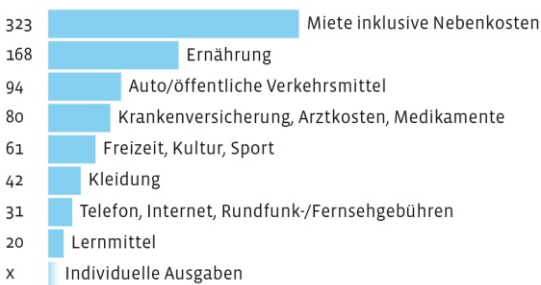 323 Miete inklusive Nebenkosten
168 Ernährung
94 Auto/öffentliche Verkehrsmittel
80 Krankenversicherung, Arztkosten, Medikamente
61 Freizeit, Kultur, Sport
42 Kleidung
31 Telefon, Internet, Rundfunk-/Fernsehgebühren
20 Lernmittel
x Individuelle Ausgaben